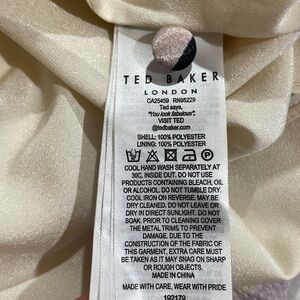 TED BAKER
LONDON
CA25459 RN95229
Ted says,
"You look fabulous".
VISIT TED
@tedbaker.com
SHELL: 100% POLYESTER
LINING: 100% POLYESTER
COOL HAND WASH SEPARATELY AT
30C, INSIDE OUT. DO NOT USE
PRODUCTS CONTAINING BLEACH, OIL
OR ALCOHOL. DO NOT TUMBLE DRY.
COOL IRON ON REVERSE. MAY BE
DRY CLEANED. DO NOT LEAVE OR
DRY IN DIRECT SUNLIGHT. DO NOT
SOAK. PRIOR TO CLEANING COVER
THE METAL TRIMS TO PREVENT
DAMAGE. DUE TO THE
CONSTRUCTION OF THE FABRIC OF
THIS GARMENT, EXTRA CARE MUST
BE TAKEN AS IT MAY SNAG ON SHARP
OR ROUGH OBJECTS.
MADE IN CHINA
MADE WITH CARE, WEAR WITH PRIDE
192179